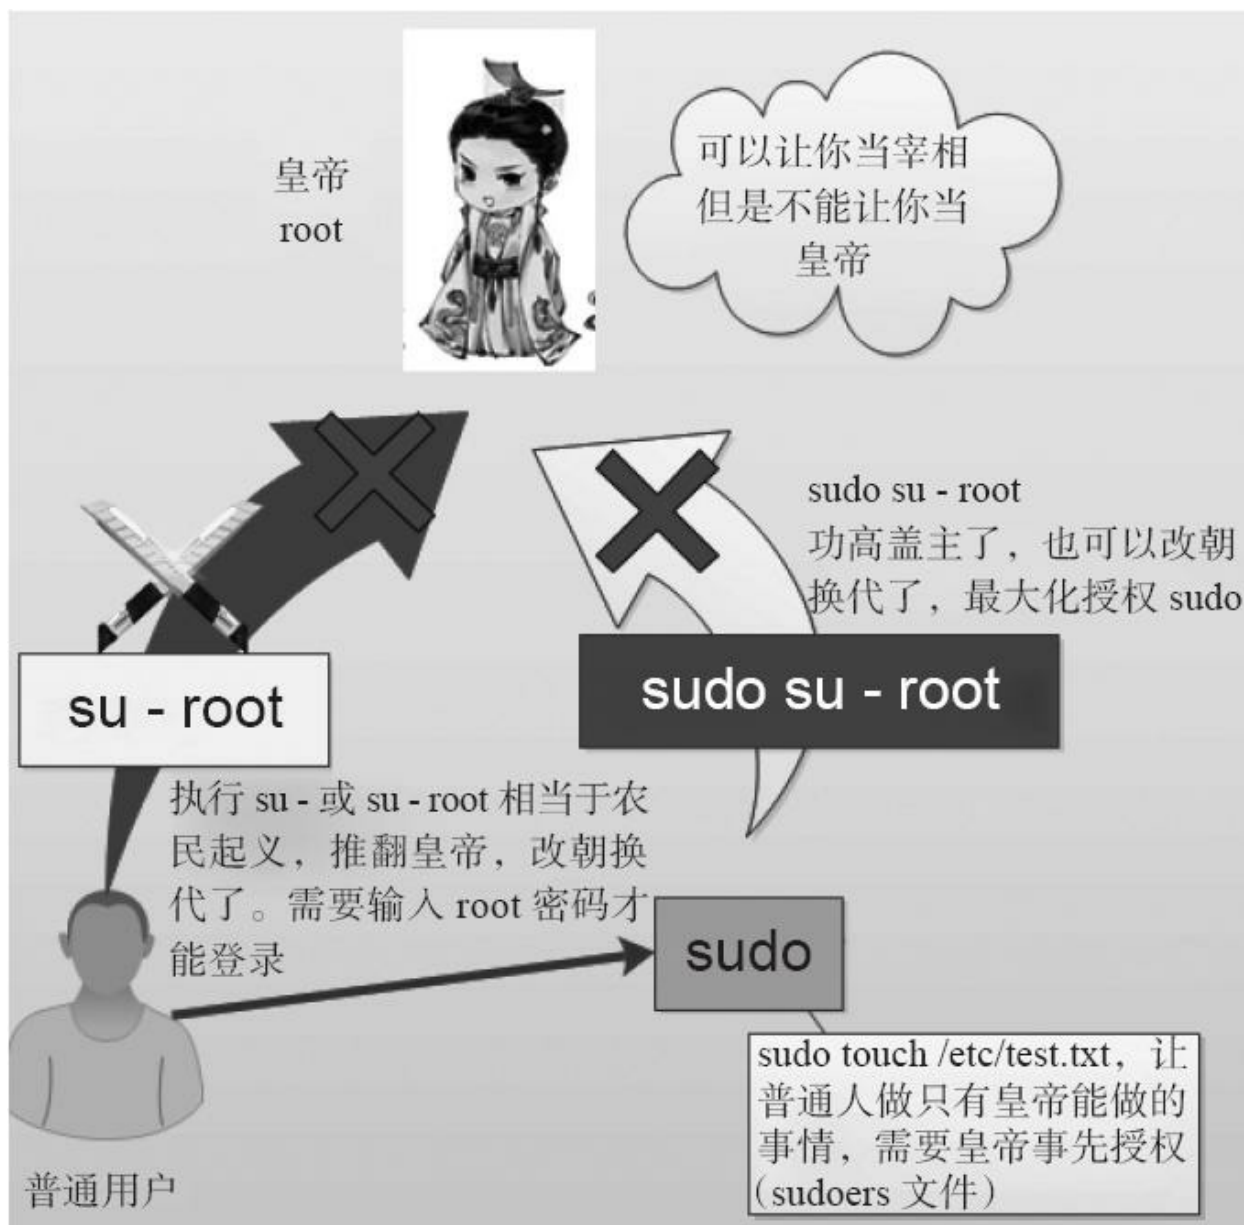 皇帝
root
可以让你当宰相
但是不能让你当
皇帝
sudo su - root
功高盖主了，也可以改朝
换代了，最大化授权 sudo
su - root
sudo su - root
执行 su - 或 su - root 相当于农
民起义，推翻皇帝，改朝换
代了。需要输入 root 密码才
能登录
sudo
sudo touch /etc/test.txt，让
普通人做只有皇帝能做的
事情，需要皇帝事先授权
（sudoers 文件）
普通用户